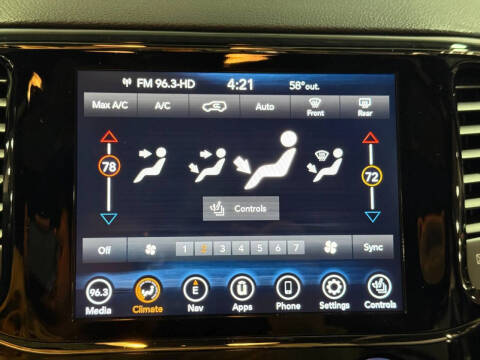 FM 96.3-HD 4:21 58° out.
Max A/C A/C Auto Front Rear
78 72
Controls
Off 1 2 3 4 5 6 7 Sync
96.3 E
Media Climate Nav Apps Phone Settings Controls